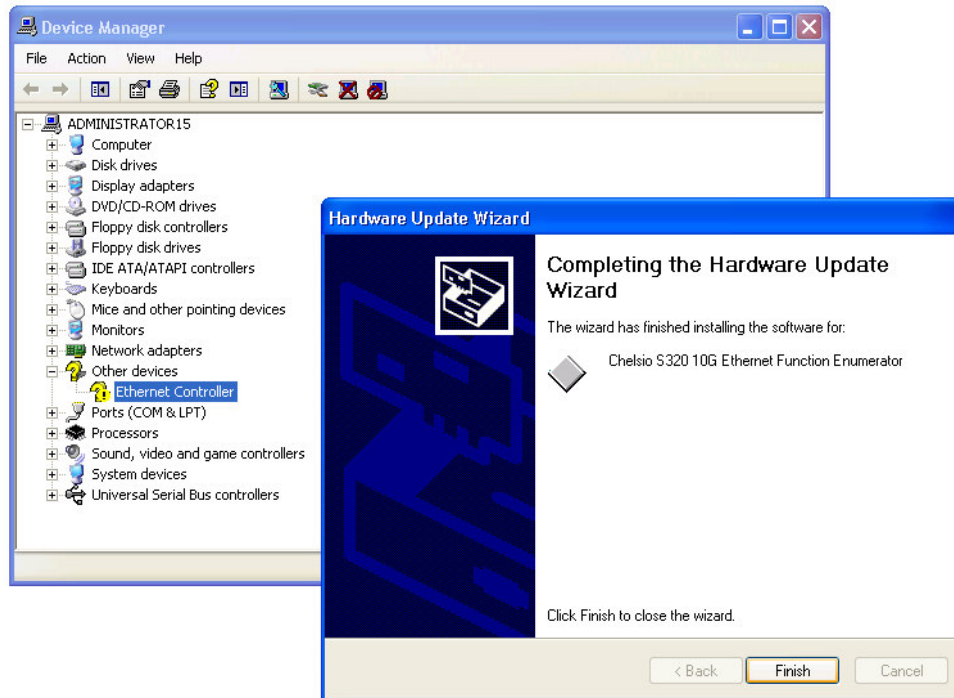 Device Manager
File Action View Help
ADMINISTRATOR15
Computer
Disk drives
Display adapters
DVD/CD-ROM drives
Floppy disk controllers
Floppy disk drives
IDE ATA/ATAPI controllers
Keyboards
Mice and other pointing devices
Monitors
Network adapters
Other devices
Ethernet Controller
Ports (COM & LPT)
Processors
Sound, video and game controllers
System devices
Universal Serial Bus controllers
Hardware Update Wizard
Completing the Hardware Update
Wizard
The wizard has finished installing the software for:
Chelsio S320 10G Ethernet Function Enumerator
Click Finish to close the wizard.
< Back Finish Cancel